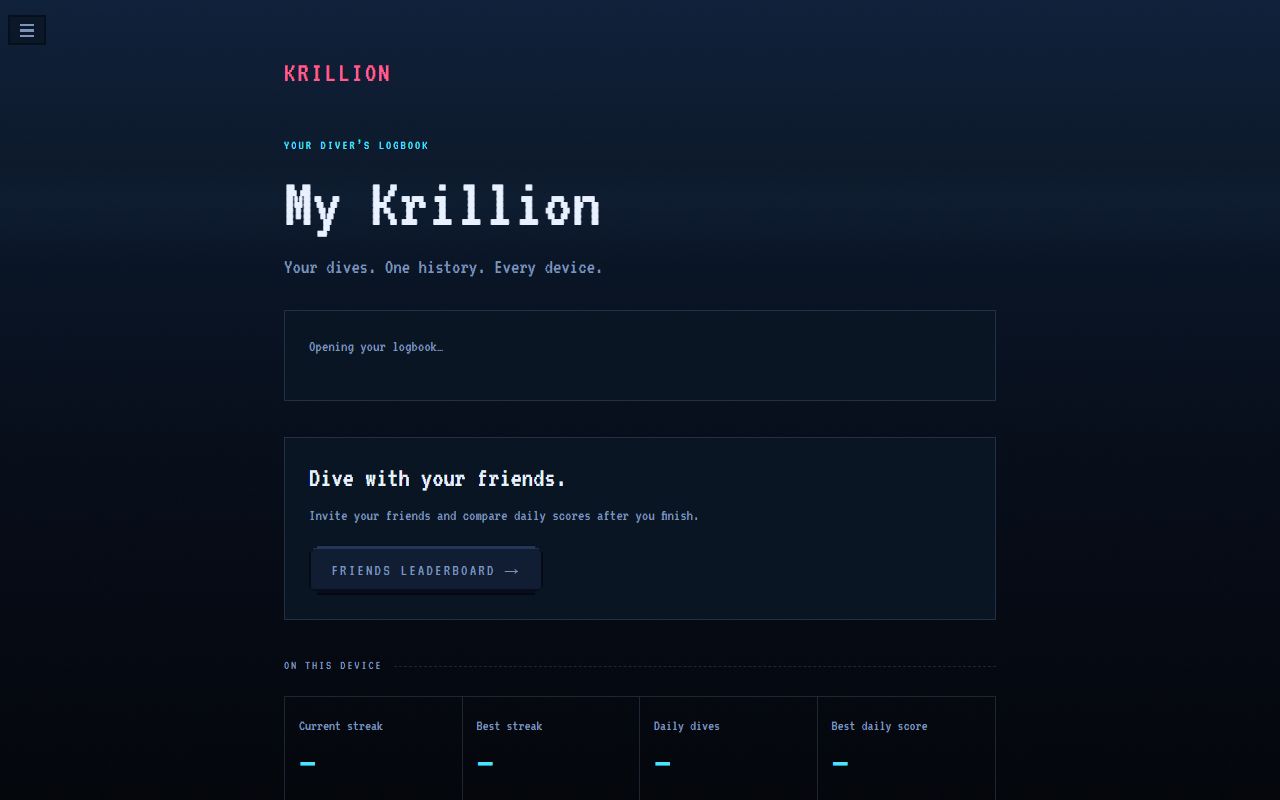 KRILLION
YOUR DIVER'S LOGBOOK
My Krillion
Your dives. One history. Every device.
Opening your logbook…
Dive with your friends.
Invite your friends and compare daily scores after you finish.
FRIENDS LEADERBOARD →
ON THIS DEVICE
Current streak
Best streak
Daily dives
Best daily score
—
—
—
—